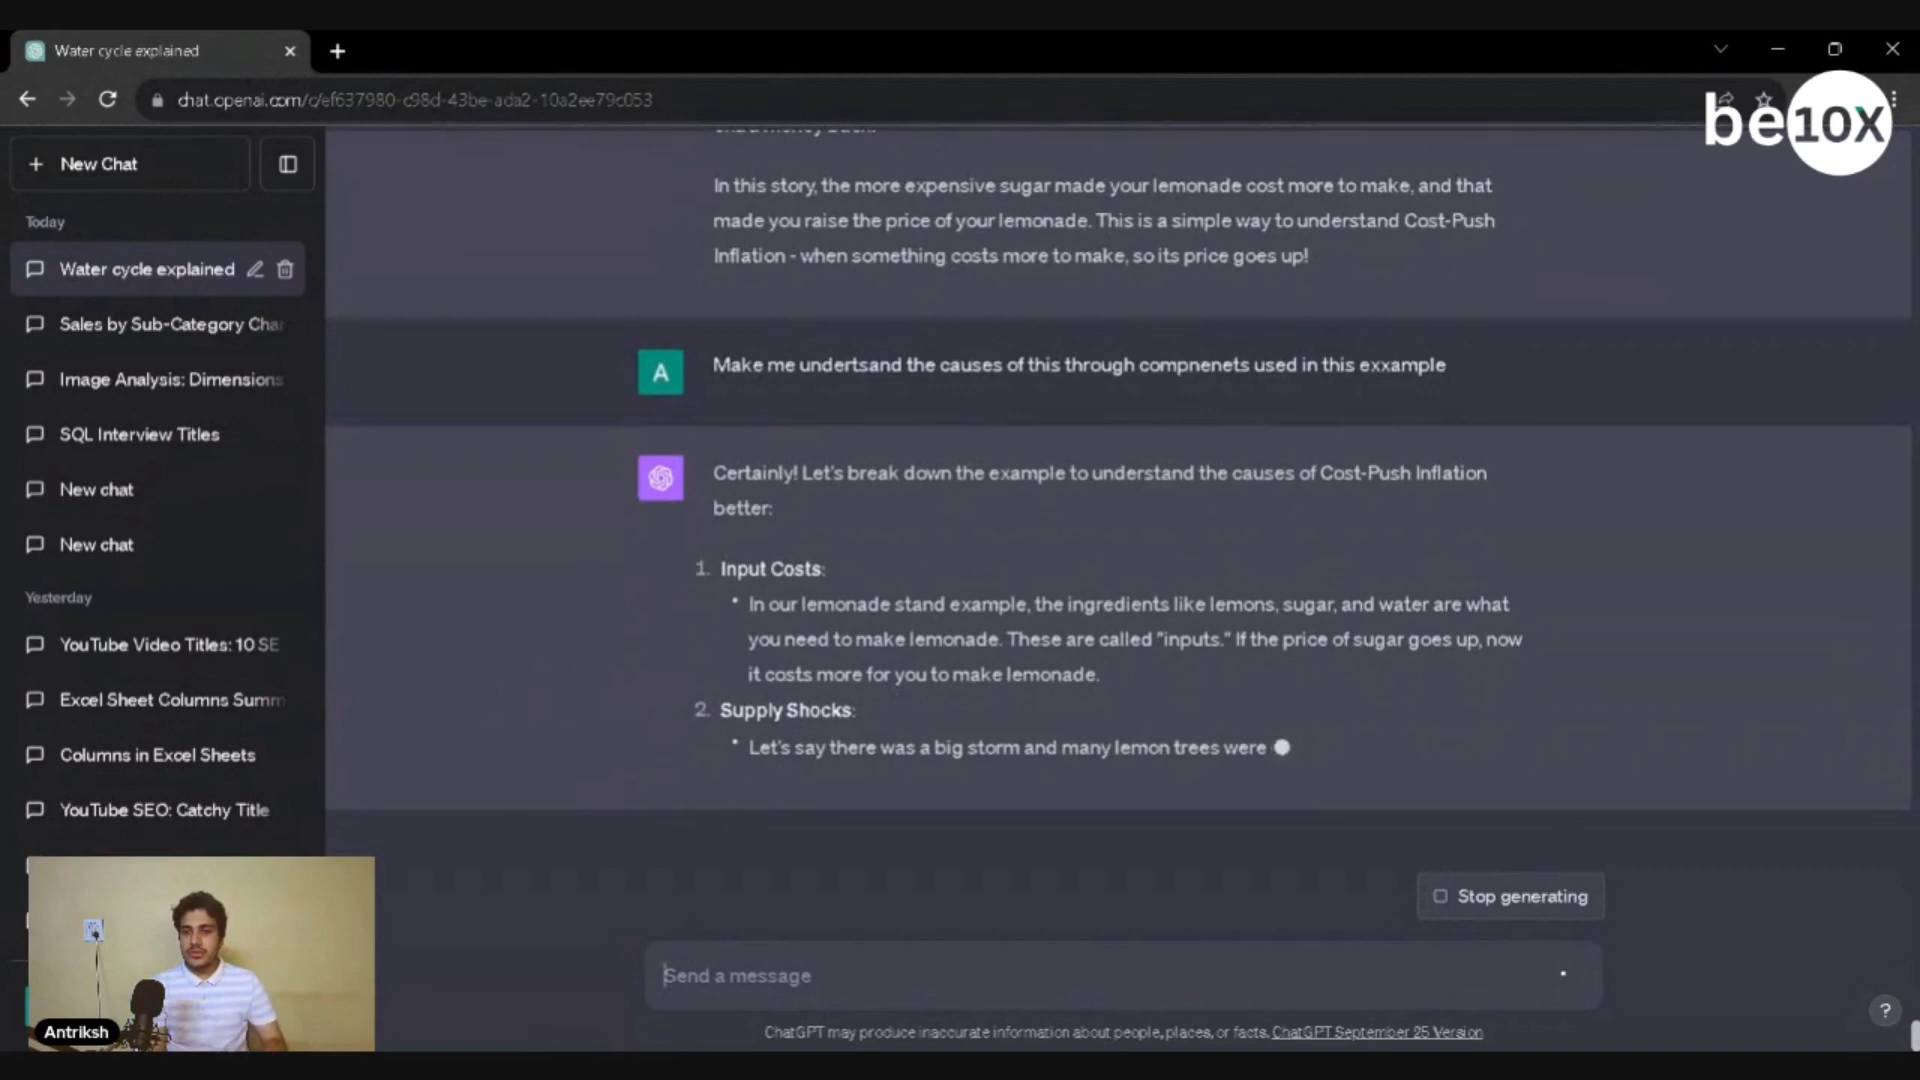 Water cycle explained
chat.openai.com/c/ef637980-c98d-43be-ada2-10a2ee79c053
be10X
New Chat
Today
Water cycle explained
Sales by Sub-Category Char
Image Analysis: Dimensions
SQL Interview Titles
New chat
New chat
Yesterday
YouTube Video Titles: 10 SE
Excel Sheet Columns Summ
Columns in Excel Sheets
YouTube SEO: Catchy Title
Antriksh
In this story, the more expensive sugar made your lemonade cost more to make, and that
made you raise the price of your lemonade. This is a simple way to understand Cost-Push
Inflation - when something costs more to make, so its price goes up!
A
Make me undertsand the causes of this through compnenets used in this exxample
Certainly! Let's break down the example to understand the causes of Cost-Push Inflation
better:
1. Input Costs:
• In our lemonade stand example, the ingredients like lemons, sugar, and water are what
you need to make lemonade. These are called "inputs." If the price of sugar goes up, now
it costs more for you to make lemonade.
2. Supply Shocks:
• Let's say there was a big storm and many lemon trees were
Stop generating
Send a message
ChatGPT may produce inaccurate information about people, places, or facts. ChatGPT September 25 Version
?